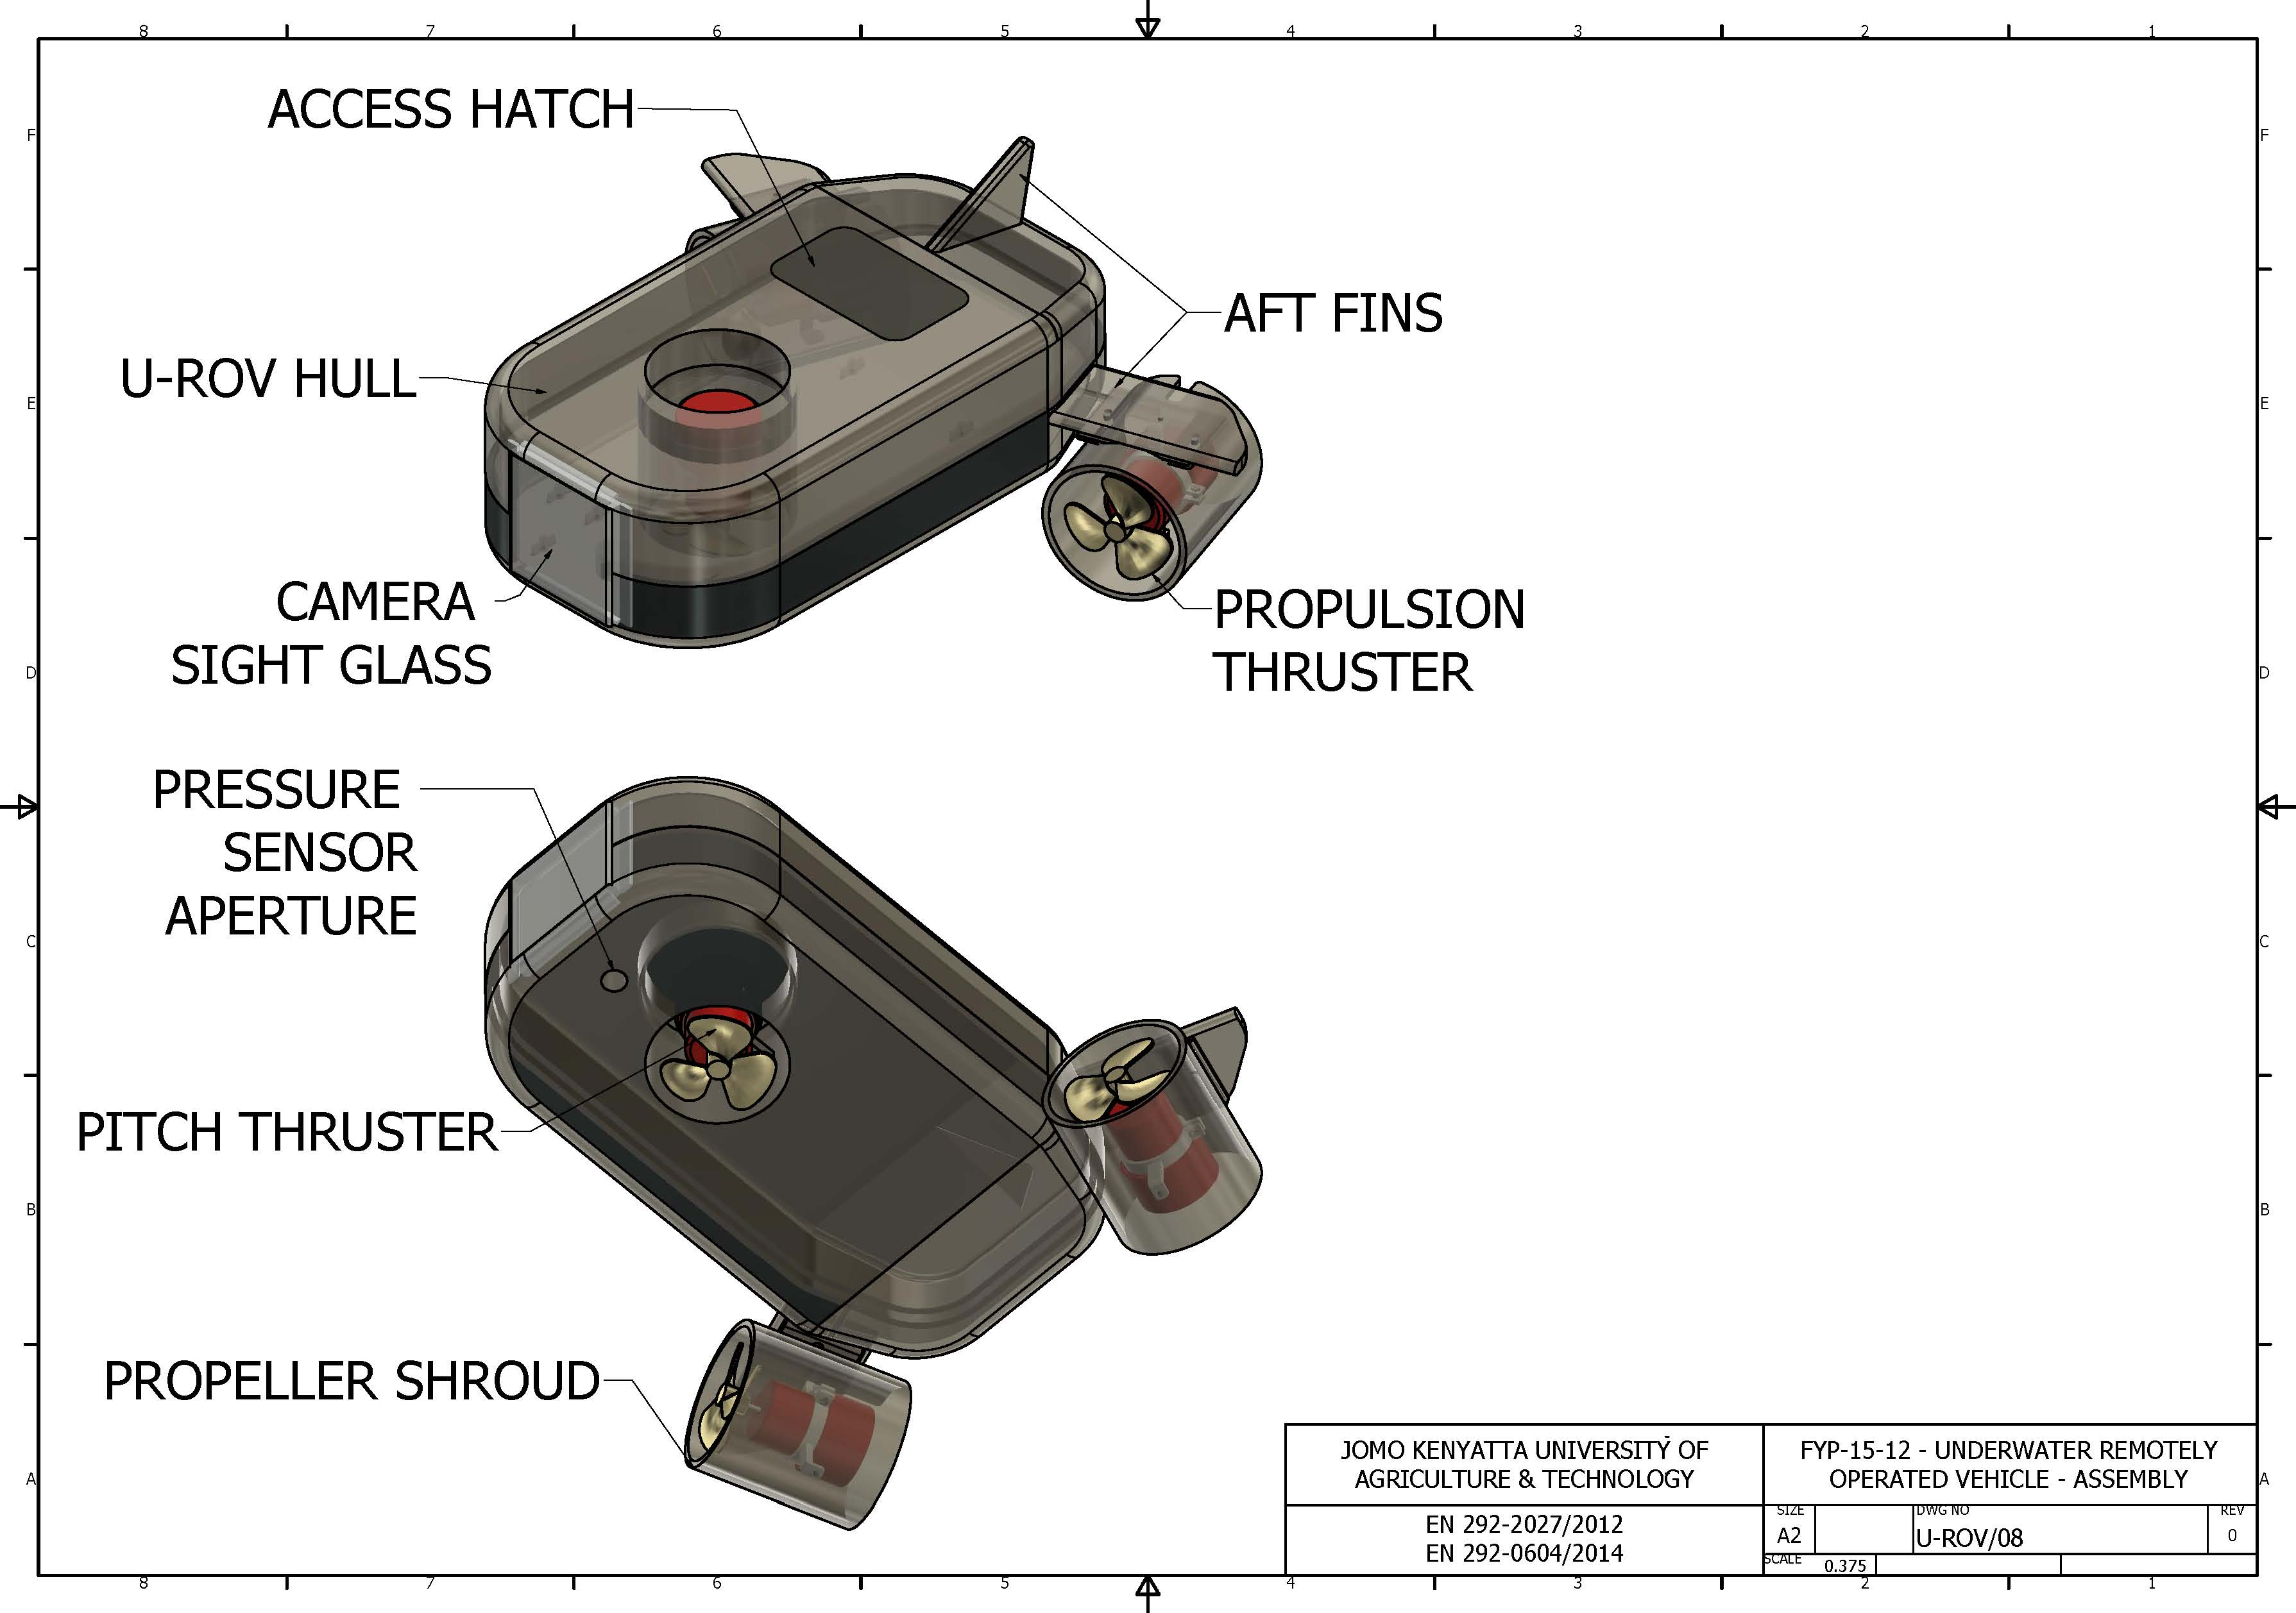 8 7 6 5 4 3 2 1
F F
ACCESS HATCH
AFT FINS
U-ROV HULL
E E
CAMERA
SIGHT GLASS
PROPULSION
THRUSTER
D D
PRESSURE
SENSOR
APERTURE
C C
PITCH THRUSTER
B B
PROPELLER SHROUD
A A
JOMO KENYATTA UNIVERSITY OF
AGRICULTURE & TECHNOLOGY
EN 292-2027/2012
EN 292-0604/2014
FYP-15-12 - UNDERWATER REMOTELY
OPERATED VEHICLE - ASSEMBLY
SIZE
A2
DWG NO
U-ROV/08
REV
0
SCALE 0.375
8 7 6 5 4 3 2 1